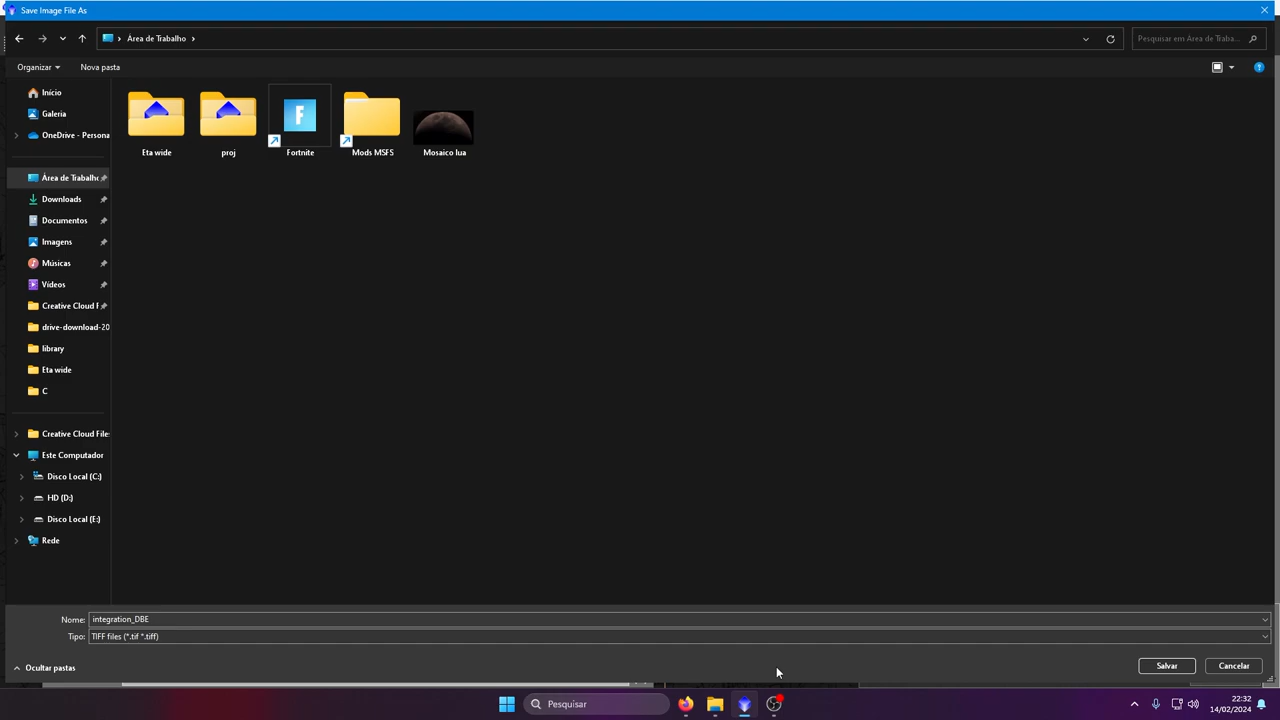 Save Image File As
Área de Trabalho
Pesquisar em Área de Traba...
Organizar
Nova pasta
Início
Galeria
OneDrive - Persona
Área de Trabalho
Downloads
Documentos
Imagens
Músicas
Vídeos
Creative Cloud F
drive-download-20
library
Eta wide
C
Creative Cloud Files
Este Computador
Disco Local (C:)
HD (D:)
Disco Local (E:)
Rede
Eta wide
proj
F
Fortnite
Mods MSFS
Mosaico lua
Nome: integration_DBE
Tipo: TIFF files (*.tif *.tiff)
Ocultar pastas
Salvar
Cancelar
Pesquisar
22:32
14/02/2024